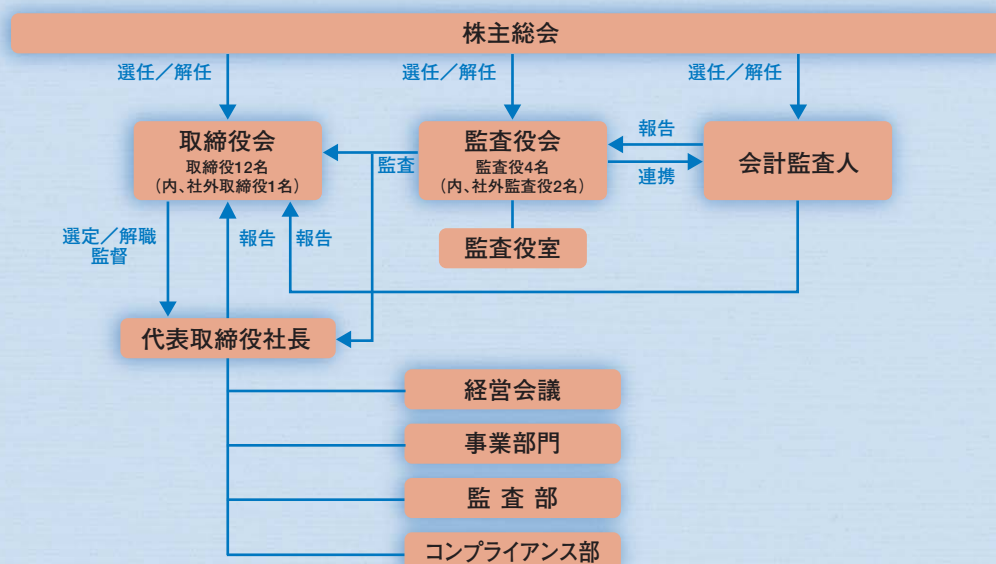 株主総会
選任／解任
選任／解任
選任／解任
取締役会
取締役12名
（内、社外取締役1名）
監査
監査役会
監査役4名
（内、社外監査役2名）
報告
連携
会計監査人
監査役室
選定／解職
監督
報告
報告
代表取締役社長
経営会議
事業部門
監 査 部
コンプライアンス部